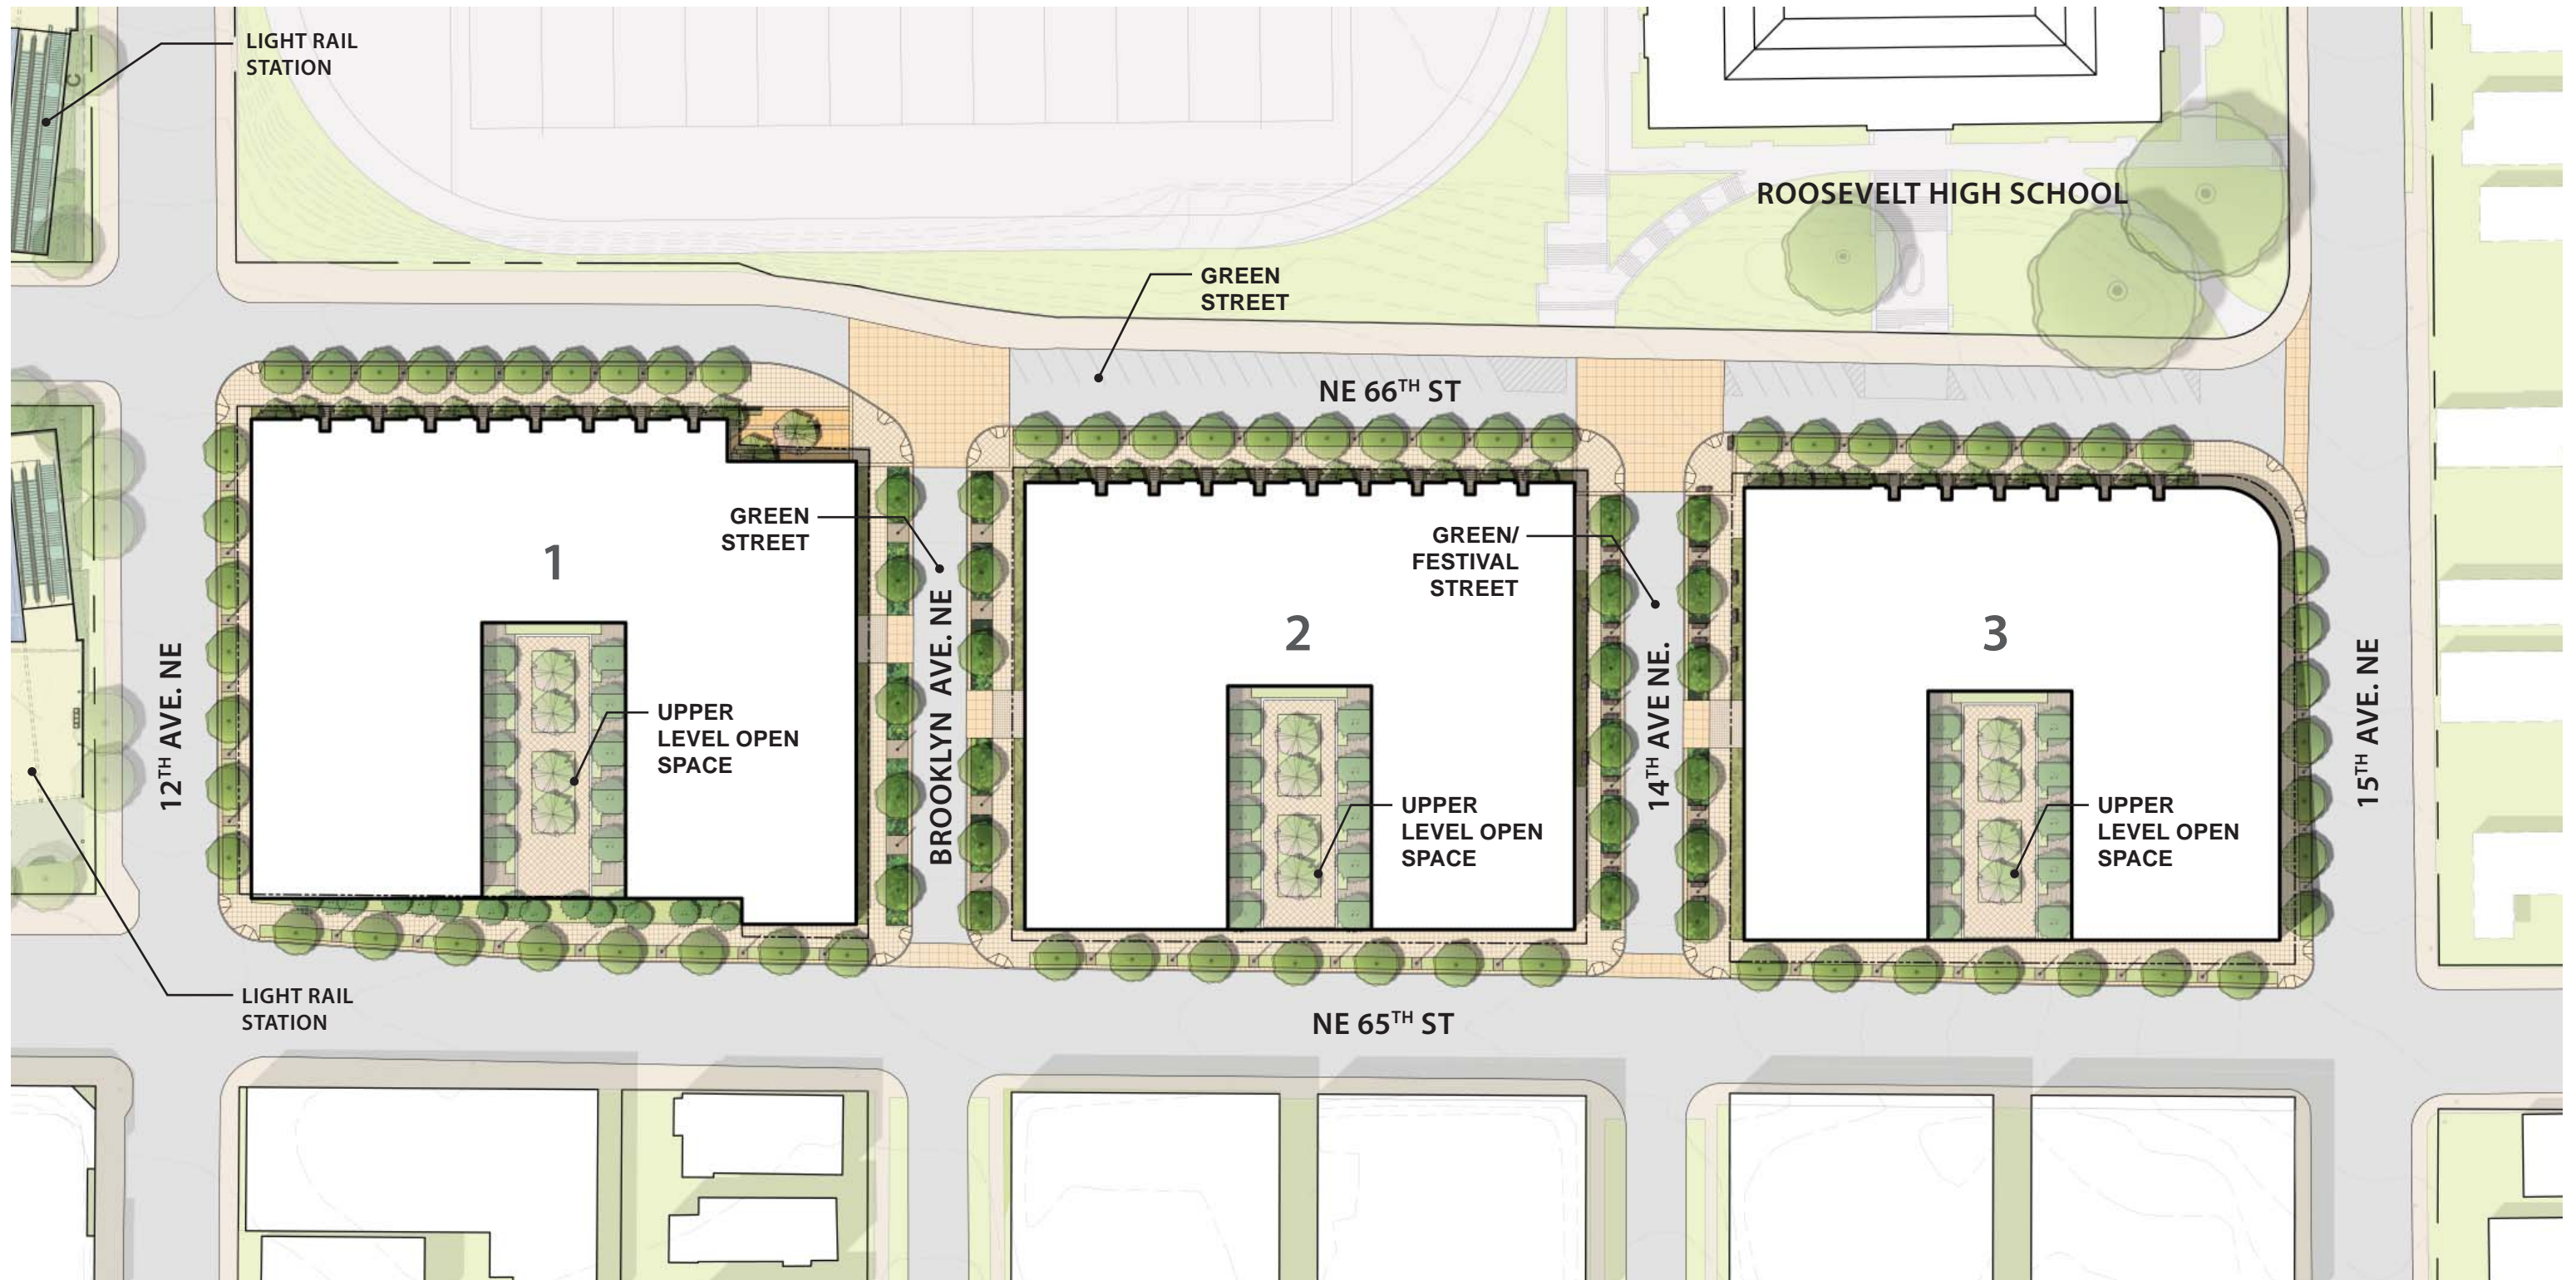 LIGHT RAIL
STATION
ROOSEVELT HIGH SCHOOL
GREEN
STREET
NE 66TH ST
GREEN
STREET
GREEN/
FESTIVAL
STREET
1
2
3
12TH AVE. NE
BROOKLYN AVE. NE
14TH AVE NE.
15TH AVE. NE
UPPER
LEVEL OPEN
SPACE
UPPER
LEVEL OPEN
SPACE
UPPER
LEVEL OPEN
SPACE
LIGHT RAIL
STATION
NE 65TH ST